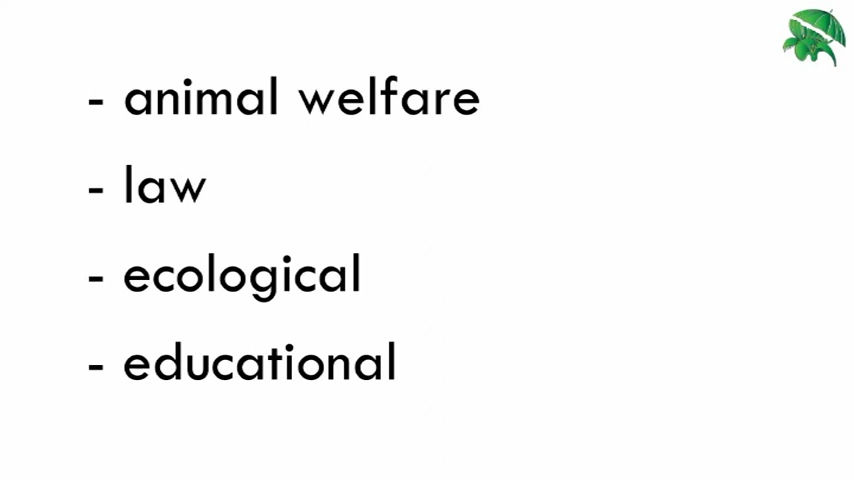 - animal welfare
- law
- ecological
- educational